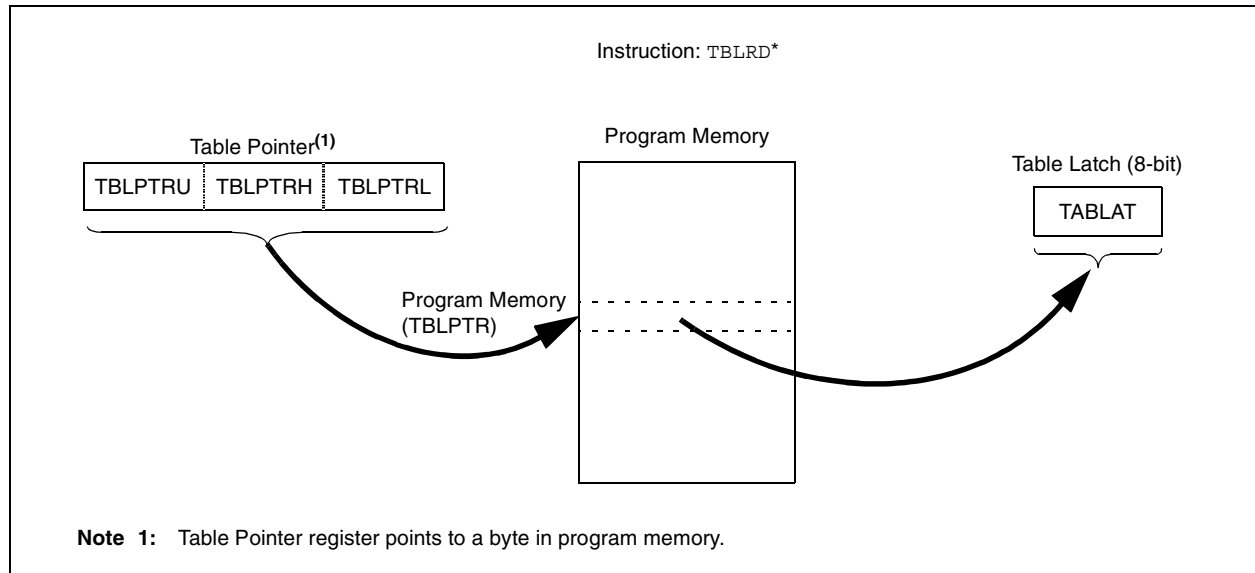 Instruction: TBLRD*
Table Pointer(1)
TBLPTRU TBLPTRH TBLPTRL
Program Memory
Table Latch (8-bit)
TABLAT
Program Memory
(TBLPTR)
Note 1: Table Pointer register points to a byte in program memory.